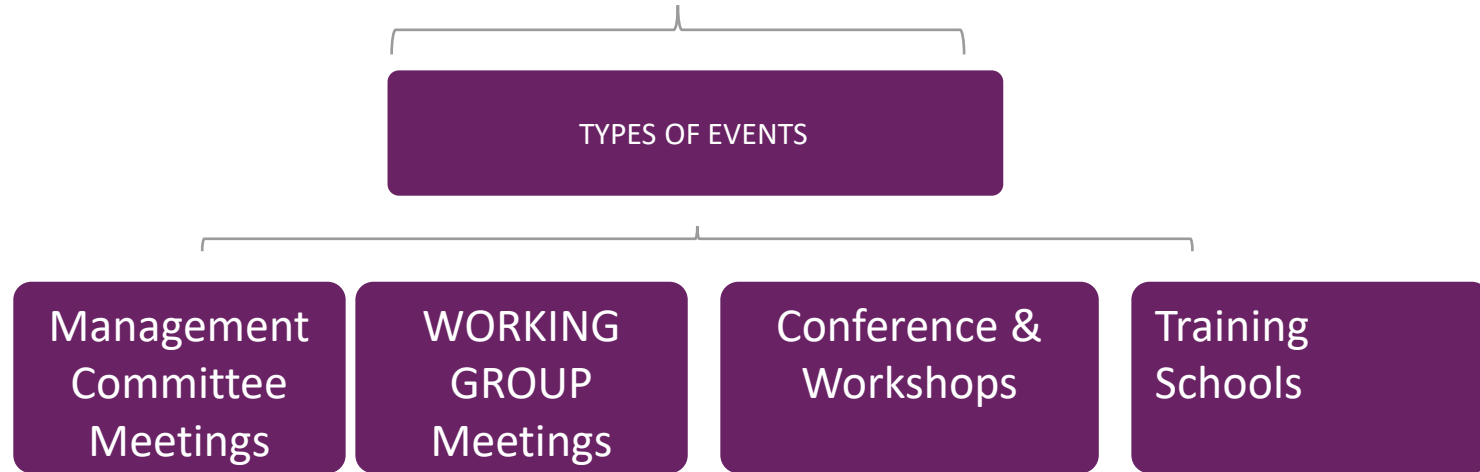 TYPES OF EVENTS
Management
Committee
Meetings
WORKING
GROUP
Meetings
Conference &
Workshops
Training
Schools